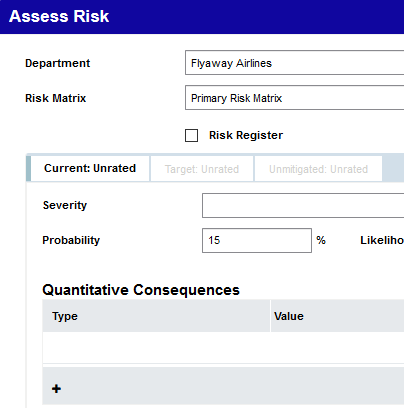 Assess Risk
Department Flyaway Airlines
Risk Matrix Primary Risk Matrix
Risk Register
Current: Unrated Target: Unrated Unmitigated: Unrated
Severity
Probability 15 %
Quantitative Consequences
Type Value
+